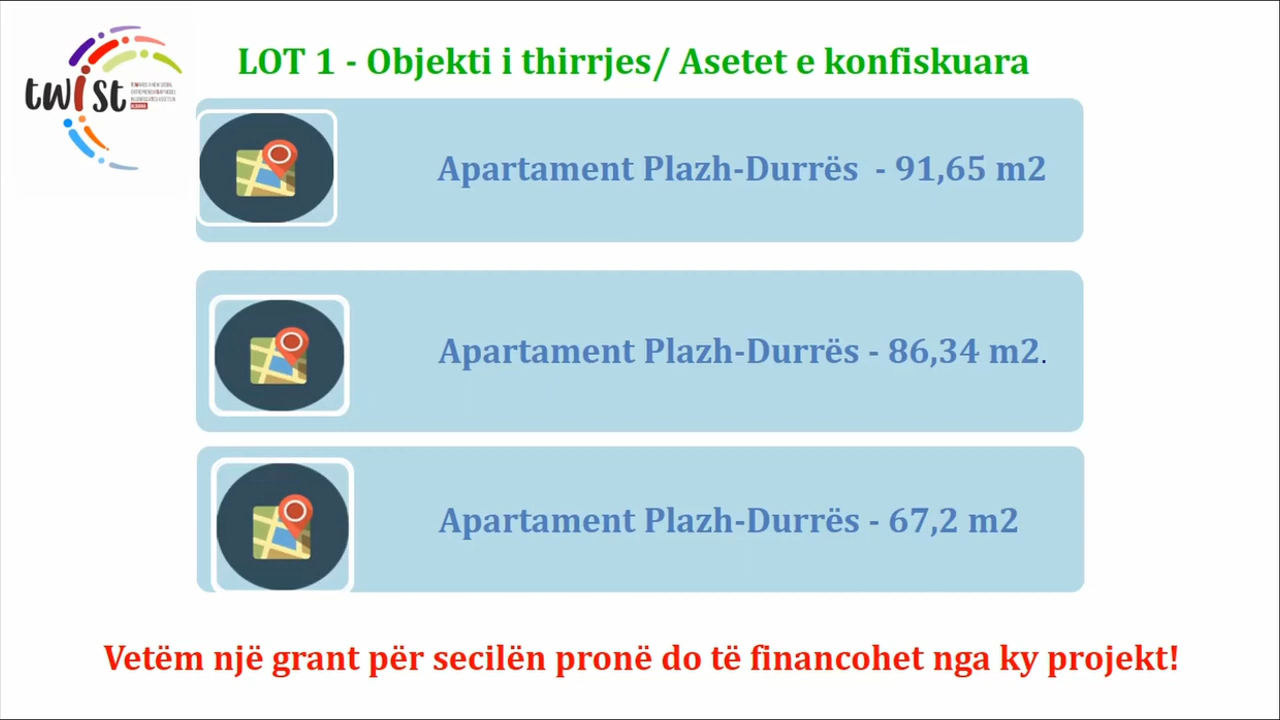 twist
LOT 1 - Objekti i thirrjes/ Asetet e konfiskuara
Apartament Plazh-Durrës - 91,65 m2
Apartament Plazh-Durrës - 86,34 m2.
Apartament Plazh-Durrës - 67,2 m2
Vetëm një grant për secilën pronë do të financohet nga ky projekt!